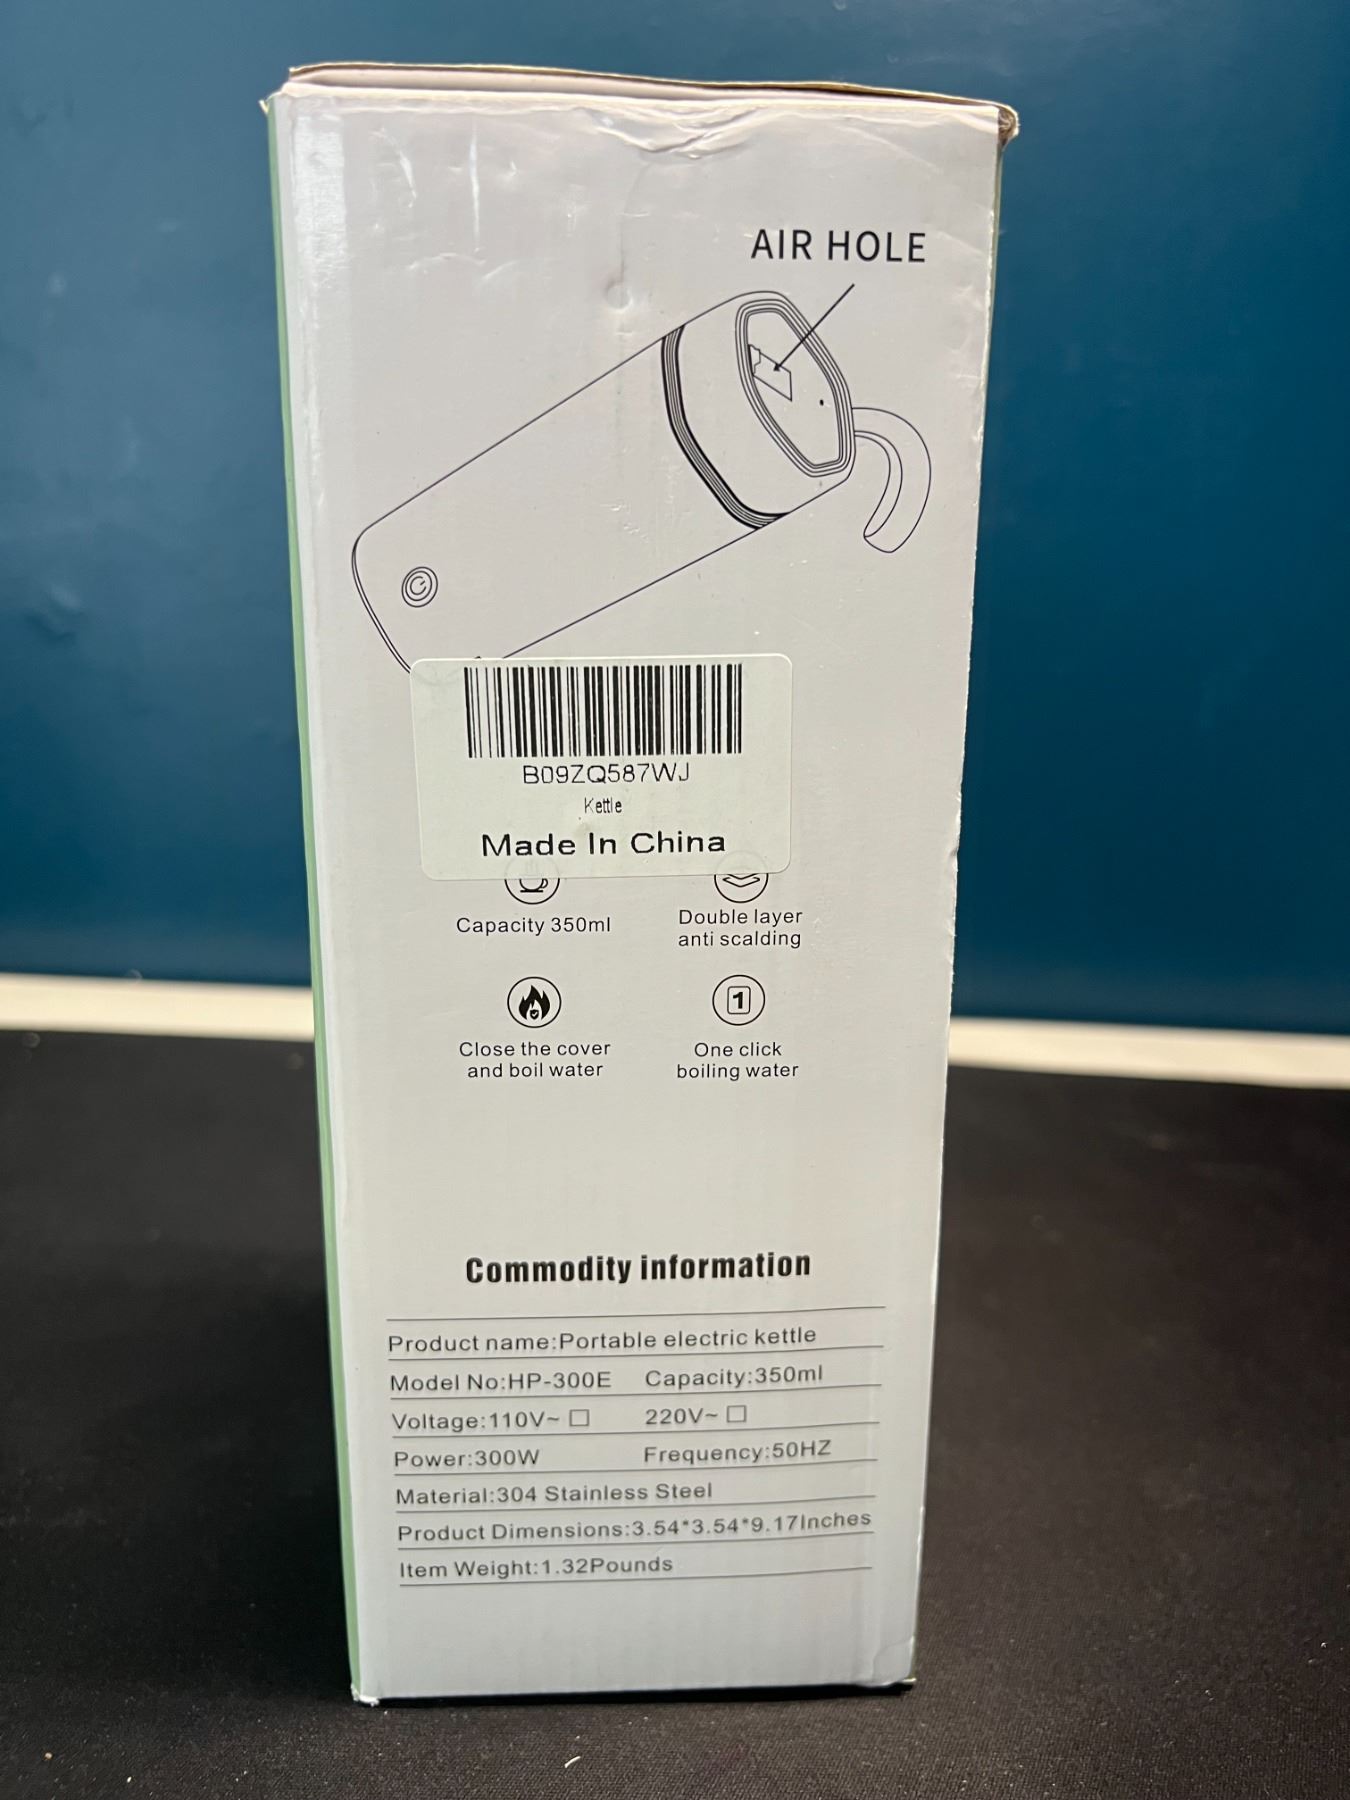 AIR HOLE
B09ZQ587WJ
Kettle
Made In China
Capacity 350ml
Double layer
anti scalding
Close the cover
and boil water
1
One click
boiling water
Commodity information
Product name:Portable electric kettle
Model No:HP-300E Capacity:350ml
Voltage:110V~ □ 220V~ □
Power:300W Frequency:50HZ
Material:304 Stainless Steel
Product Dimensions:3.54*3.54*9.17Inches
Item Weight:1.32Pounds